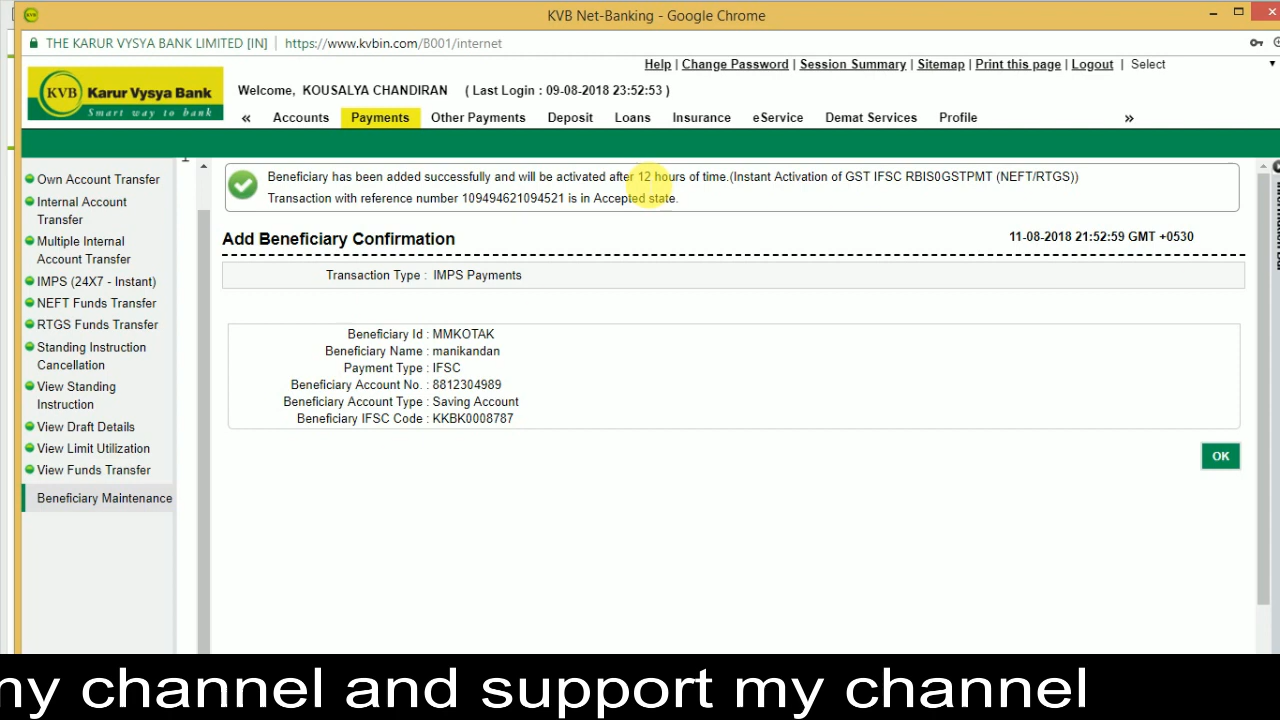 KVB Net-Banking - Google Chrome
THE KARUR VYSYA BANK LIMITED [IN] https://www.kvbin.com/B001/internet
Help | Change Password | Session Summary | Sitemap | Print this page | Logout | Select
KVB Karur Vysya Bank
Smart way to bank
Welcome, KOUSALYA CHANDIRAN ( Last Login : 09-08-2018 23:52:53 )
« Accounts Payments Other Payments Deposit Loans Insurance eService Demat Services Profile »
Own Account Transfer
Internal Account
Transfer
Multiple Internal
Account Transfer
IMPS (24X7 - Instant)
NEFT Funds Transfer
RTGS Funds Transfer
Standing Instruction
Cancellation
View Standing
Instruction
View Draft Details
View Limit Utilization
View Funds Transfer
Beneficiary Maintenance
Beneficiary has been added successfully and will be activated after 12 hours of time.(Instant Activation of GST IFSC RBIS0GSTPMT (NEFT/RTGS))
Transaction with reference number 109494621094521 is in Accepted state.
Add Beneficiary Confirmation
11-08-2018 21:52:59 GMT +0530
Transaction Type : IMPS Payments
Beneficiary Id : MMKOTAK
Beneficiary Name : manikandan
Payment Type : IFSC
Beneficiary Account No. : 8812304989
Beneficiary Account Type : Saving Account
Beneficiary IFSC Code : KKBK0008787
OK
my channel and support my channel